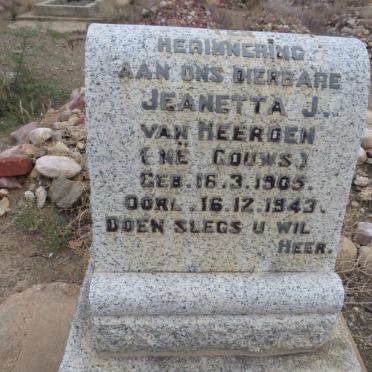 HERINNERING
AAN ONS DIERBARE
JEANETTA J.
VAN HEERDEN
(NÉ GOUWS)
GEB. 16.3.1905.
OORL. 16.12.1943.
DOEN SLEGS U WIL
HEER.